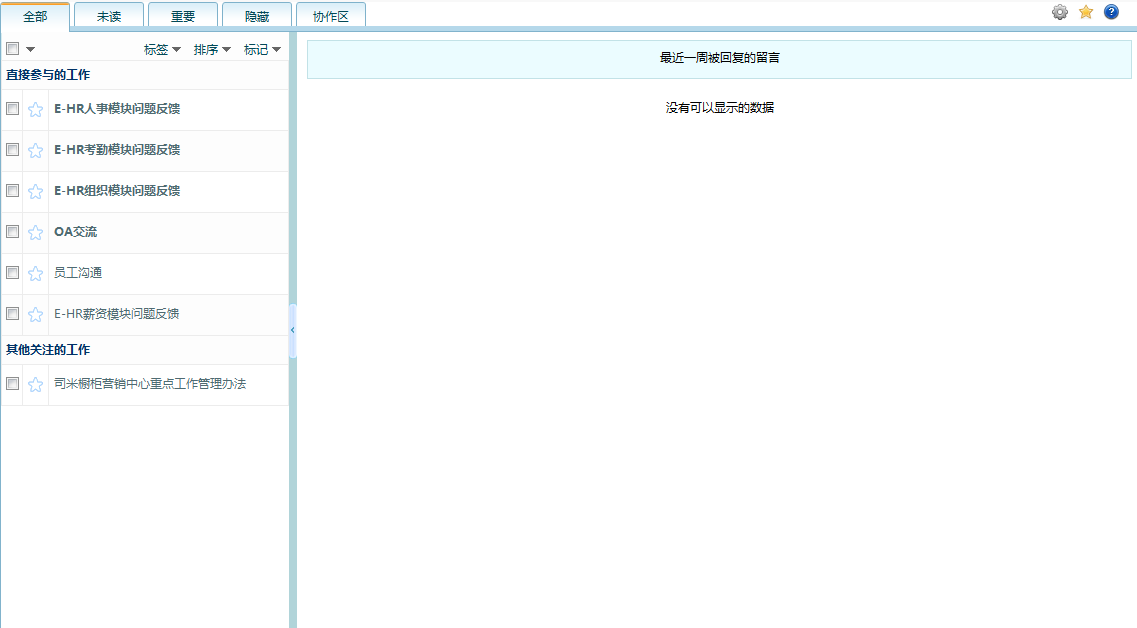 全部 未读 重要 隐藏 协作区
标签 排序 标记
直接参与的工作
E-HR人事模块问题反馈
E-HR考勤模块问题反馈
E-HR组织模块问题反馈
OA交流
员工沟通
E-HR薪资模块问题反馈
其他关注的工作
司米橱柜营销中心重点工作管理办法
最近一周被回复的留言
没有可以显示的数据